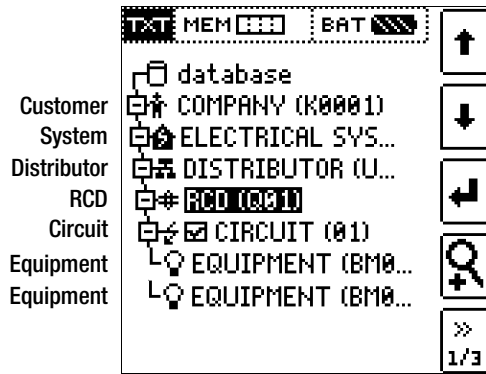 TXT MEM BAT
database
Customer COMPANY (K0001)
System ELECTRICAL SYS...
Distributor DISTRIBUTOR (U...
RCD RCD (Q01)
Circuit CIRCUIT (01)
Equipment EQUIPMENT (BM0...
Equipment EQUIPMENT (BM0...
»
1/3